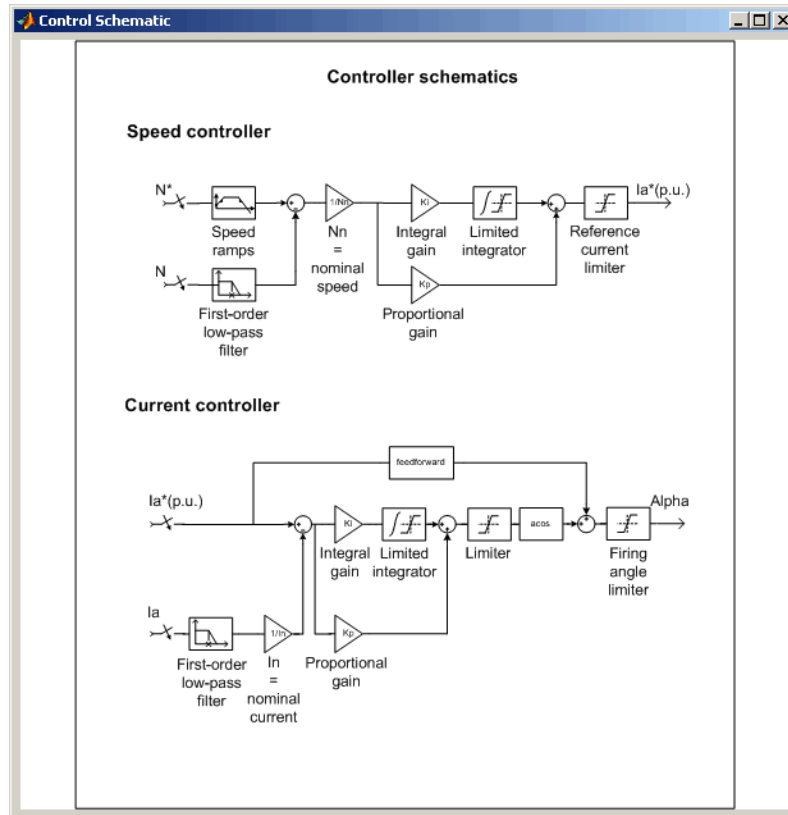 Control Schematic
Controller schematics
Speed controller
N*
Ia*(p.u.)
1/Nn
Ki
Speed
ramps
Nn
=
nominal
speed
Integral
gain
Limited
integrator
Reference
current
limiter
N
Kp
First-order
low-pass
filter
Proportional
gain
Current controller
feedforward
Ia*(p.u.)
Alpha
Ki
acos
Integral
gain
Limited
integrator
Limiter
Firing
angle
limiter
Ia
1/In
Kp
First-order
low-pass
filter
In
=
nominal
current
Proportional
gain